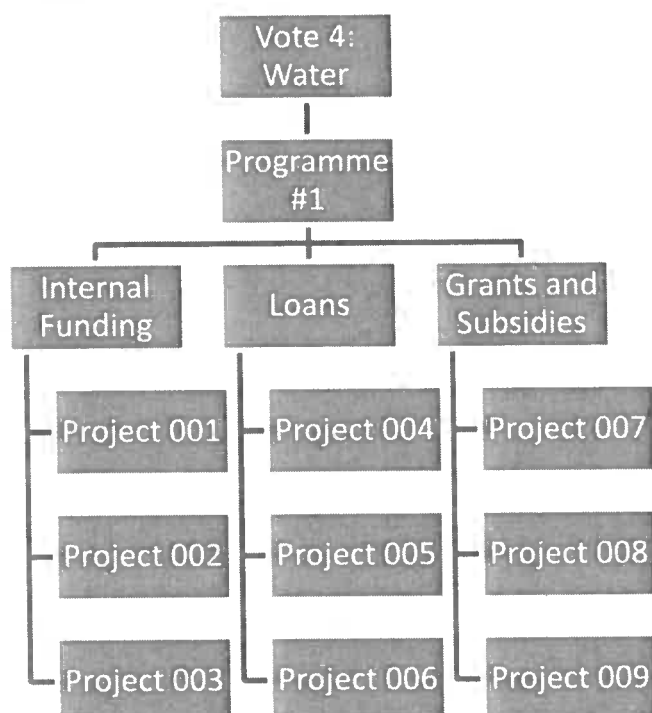 Vote 4:
Water
Programme
#1
Internal
Funding
Loans
Grants and
Subsidies
Project 001
Project 004
Project 007
Project 002
Project 005
Project 008
Project 003
Project 006
Project 009